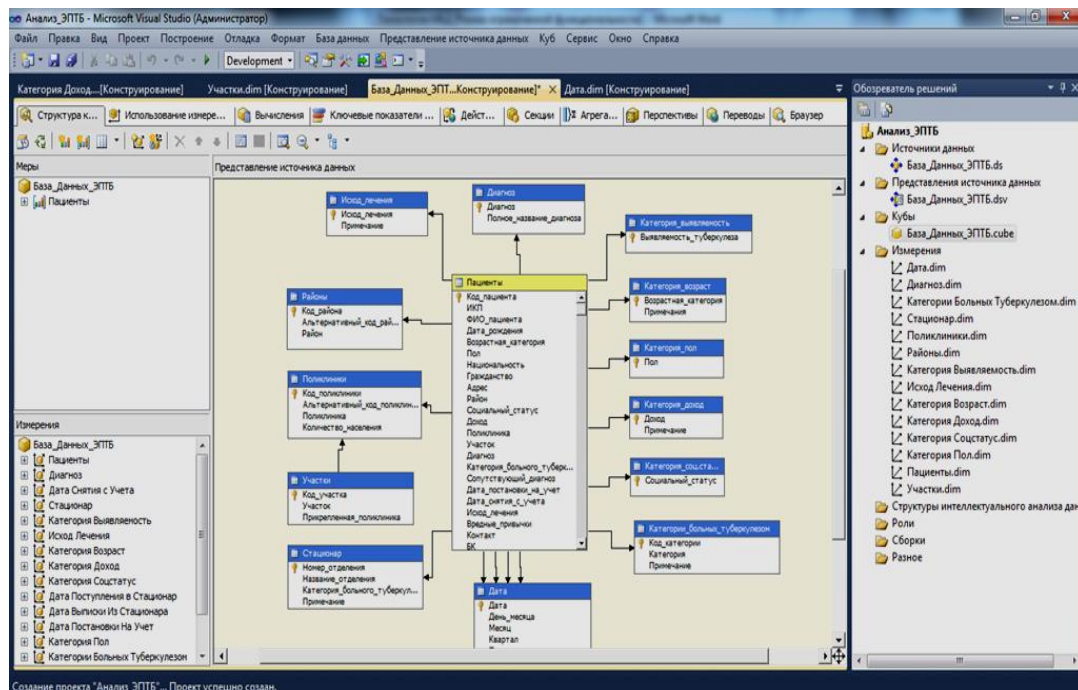 Анализ_ЭПТБ - Microsoft Visual Studio (Администратор)
Файл Правка Вид Проект Построение Отладка Формат База данных Представление источника данных Куб Сервис Окно Справка
Development
Категория Доход...[Конструирование] Участки.dim [Конструирование] База_Данных_ЭПТ...Конструирование]* Дата.dim [Конструирование]
Структура к... Использование измере... Вычисления Ключевые показатели ... Дейст... Секции Агрега... Перспективы Переводы Браузер
Меры
База_Данных_ЭПТБ
Пациенты
Измерения
База_Данных_ЭПТБ
Пациенты
Диагноз
Дата Снятия с Учета
Стационар
Категория Выявляемость
Исход Лечения
Категория Возраст
Категория Доход
Категория Соцстатус
Дата Поступления в Стационар
Дата Выписки Из Стационара
Дата Постановки На Учет
Категория Пол
Категории Больных Туберкулезом
Представление источника данных
Исход_лечения
Исход_лечения
Примечание
Диагноз
Диагноз
Полное_название_диагноза
Категория_выявляемость
Выявляемость_туберкулеза
Районы
Код_района
Альтернативный_код_рай...
Район
Пациенты
Код_пациента
ИКП
ФИО_пациента
Дата_рождения
Возрастная_категория
Пол
Национальность
Гражданство
Адрес
Район
Социальный_статус
Доход
Поликлиника
Участок
Диагноз
Категория_больного_туберк...
Сопутствующий_диагноз
Дата_постановки_на_учет
Дата_снятия_с_учета
Исход_лечения
Вредные_привычки
Контакт
БК
Категория_возраст
Возрастная_категория
Примечания
Категория_пол
Пол
Поликлиники
Код_поликлиники
Альтернативный_код_поликлин...
Поликлиника
Количество_населения
Категория_доход
Доход
Примечание
Участки
Код_участка
Участок
Прикрепленная_поликлиника
Категория_соц.ста...
Социальный_статус
Стационар
Номер_отделения
Название_отделения
Категория_больного_туберкул...
Примечание
Категории_больных_туберкулезом
Код_категории
Категория
Примечание
Дата
Дата
День_месяца
Месяц
Квартал
Обозреватель решений
Анализ_ЭПТБ
Источники данных
База_Данных_ЭПТБ.ds
Представления источника данных
База_Данных_ЭПТБ.dsv
Кубы
База_Данных_ЭПТБ.cube
Измерения
Дата.dim
Диагноз.dim
Категории Больных Туберкулезом.dim
Стационар.dim
Поликлиники.dim
Районы.dim
Категория Выявляемость.dim
Исход Лечения.dim
Категория Возраст.dim
Категория Доход.dim
Категория Соцстатус.dim
Категория Пол.dim
Пациенты.dim
Участки.dim
Структуры интеллектуального анализа дан
Роли
Сборки
Разное
Создание проекта "Анализ_ЭПТБ"... Проект успешно создан.